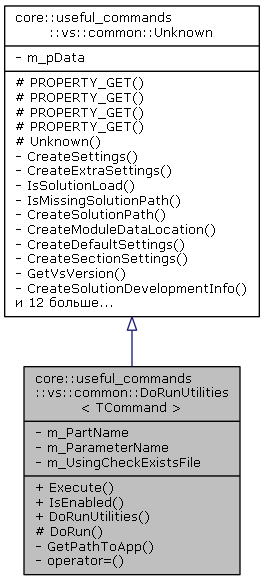 core::useful_commands
::vs::common::Unknown
- m_pData
# PROPERTY_GET()
# PROPERTY_GET()
# PROPERTY_GET()
# PROPERTY_GET()
# Unknown()
- CreateSettings()
- CreateExtraSettings()
- IsSolutionLoad()
- IsMissingSolutionPath()
- CreateSolutionPath()
- CreateModuleDataLocation()
- CreateDefaultSettings()
- CreateSectionSettings()
- GetVsVersion()
- CreateSolutionDevelopmentInfo()
и 12 больше...
core::useful_commands
::vs::common::DoRunUtilities
< TCommand >
- m_PartName
- m_ParameterName
- m_UsingCheckExistsFile
+ Execute()
+ IsEnabled()
+ DoRunUtilities()
# DoRun()
- GetPathToApp()
- operator=()